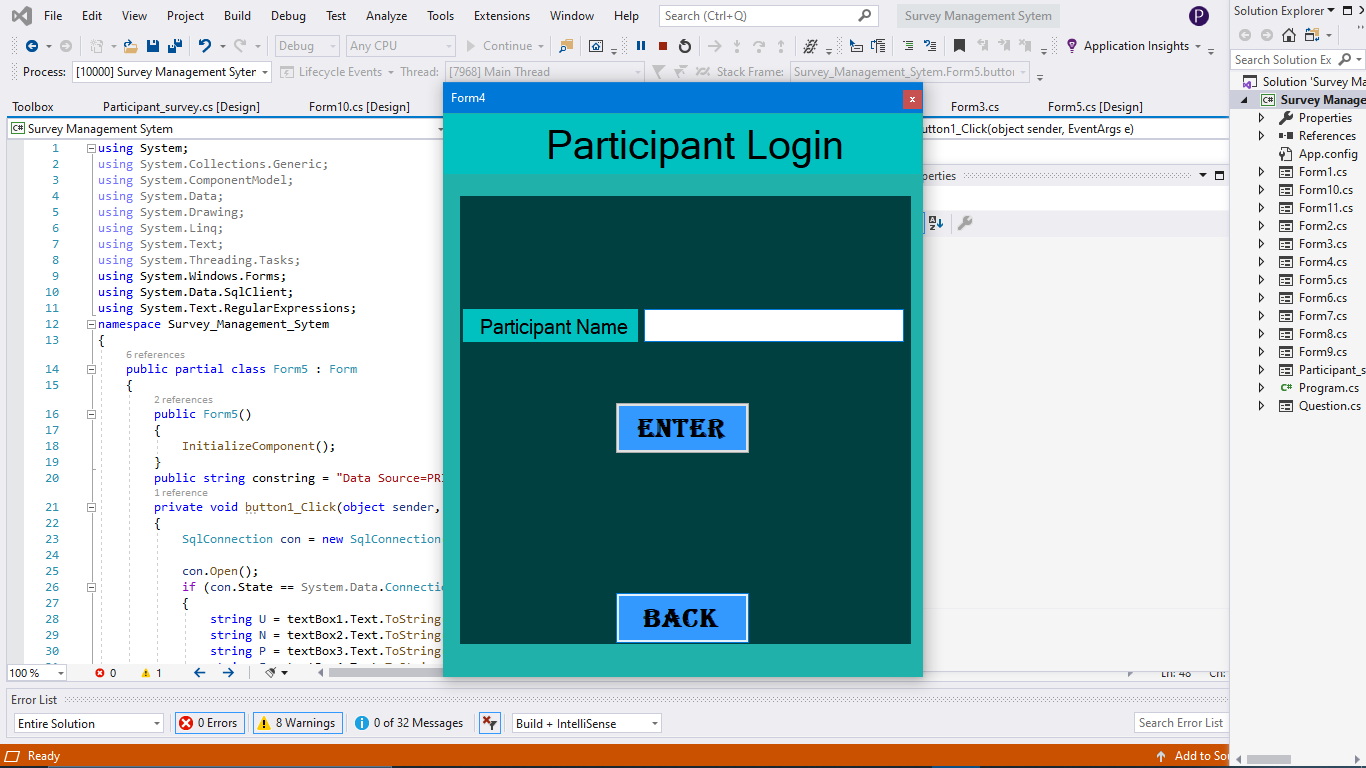 File Edit View Project Build Debug Test Analyze Tools Extensions Window Help Search (Ctrl+Q) Survey Management Sytem P
Debug Any CPU Continue Application Insights
Process: [10000] Survey Management Syter Lifecycle Events Thread: [7968] Main Thread Stack Frame: Survey_Management_Sytem.Form5.button
Toolbox Participant_survey.cs [Design] Form10.cs [Design] Form3.cs Form5.cs [Design]
C# Survey Management Sytem utton1_Click(object sender, EventArgs e)
1 using System;
2 using System.Collections.Generic;
3 using System.ComponentModel;
4 using System.Data;
5 using System.Drawing;
6 using System.Linq;
7 using System.Text;
8 using System.Threading.Tasks;
9 using System.Windows.Forms;
10 using System.Data.SqlClient;
11 using System.Text.RegularExpressions;
12 namespace Survey_Management_Sytem
13 {
6 references
14 public partial class Form5 : Form
15 {
2 references
16 public Form5()
17 {
18 InitializeComponent();
19 }
20 public string constring = "Data Source=PR
1 reference
21 private void button1_Click(object sender,
22 {
23 SqlConnection con = new SqlConnection
24
25 con.Open();
26 if (con.State == System.Data.Connecti
27 {
28 string U = textBox1.Text.ToString
29 string N = textBox2.Text.ToString
30 string P = textBox3.Text.ToString
100 % 0 1 Ln: 48 Ch:
Form4 x
Participant Login
Participant Name
ENTER
BACK
perties
Solution Explorer
Search Solution Ex
Solution 'Survey Ma
C# Survey Manage
Properties
References
App.config
Form1.cs
Form10.cs
Form11.cs
Form2.cs
Form3.cs
Form4.cs
Form5.cs
Form6.cs
Form7.cs
Form8.cs
Form9.cs
Participant_s
C# Program.cs
Question.cs
Error List
Entire Solution 0 Errors 8 Warnings 0 of 32 Messages Build + IntelliSense Search Error List
Ready Add to Sou